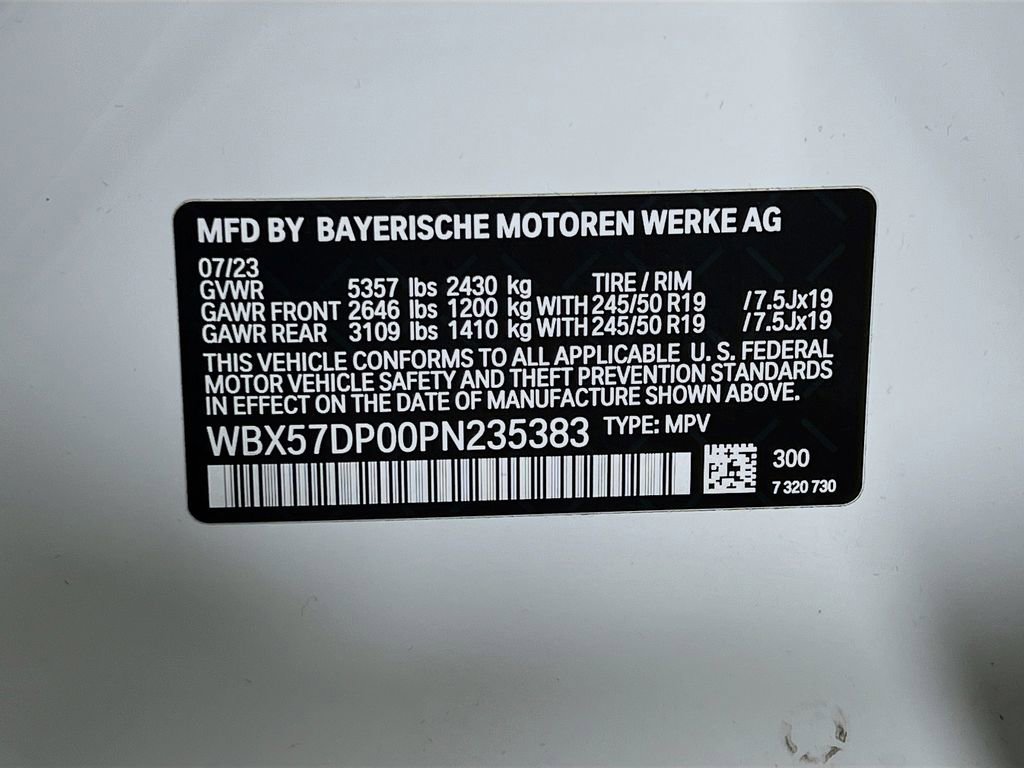 MFD BY BAYERISCHE MOTOREN WERKE AG
07/23
GVWR 5357 lbs 2430 kg TIRE / RIM
GAWR FRONT 2646 lbs 1200 kg WITH 245/50 R19 /7.5Jx19
GAWR REAR 3109 lbs 1410 kg WITH 245/50 R19 /7.5Jx19
THIS VEHICLE CONFORMS TO ALL APPLICABLE U. S. FEDERAL
MOTOR VEHICLE SAFETY AND THEFT PREVENTION STANDARDS
IN EFFECT ON THE DATE OF MANUFACTURE SHOWN ABOVE.
WBX57DP00PN235383 TYPE: MPV
300
7 320 730